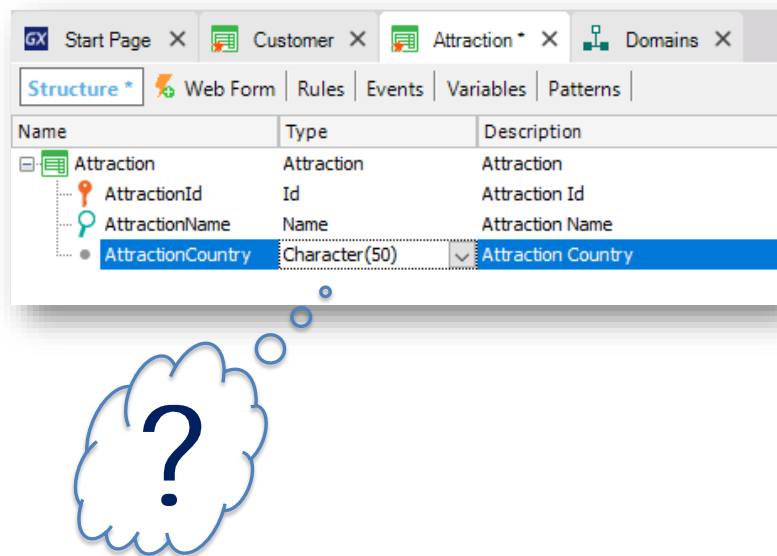 GX Start Page Customer Attraction * Domains
Structure * Web Form Rules Events Variables Patterns
Name Type Description
Attraction Attraction Attraction
AttractionId Id Attraction Id
AttractionName Name Attraction Name
AttractionCountry Character(50) Attraction Country
?